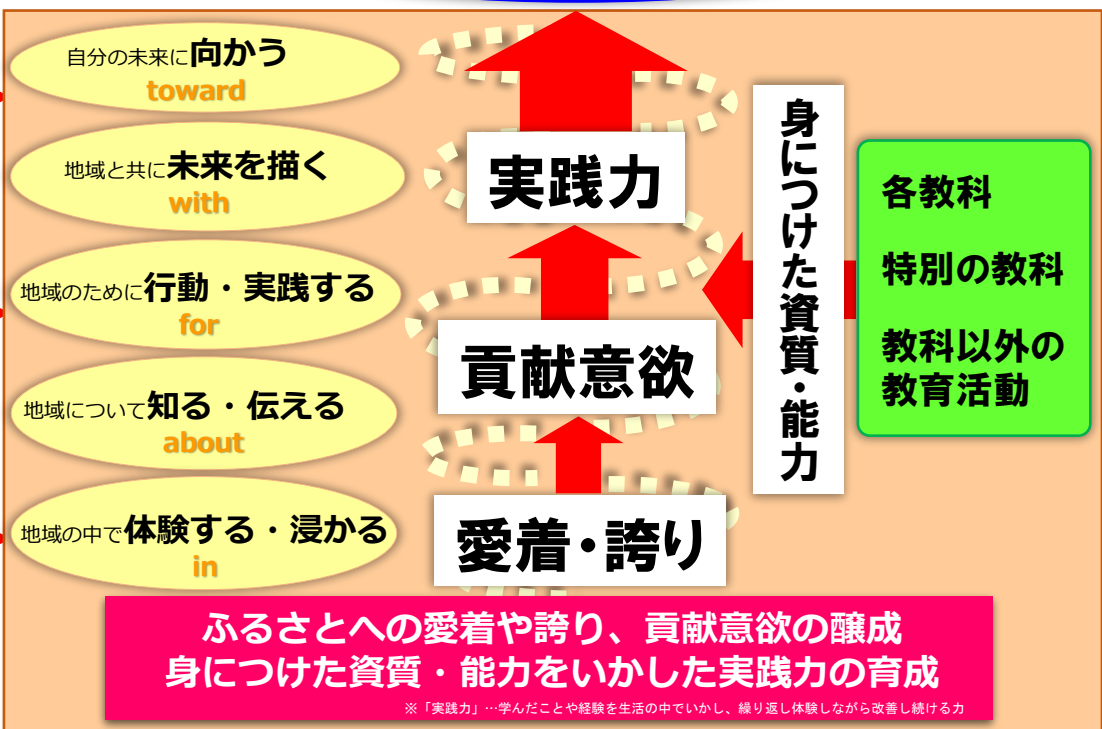 自分の未来に向かう
toward
地域と共に未来を描く
with
地域のために行動・実践する
for
地域について知る・伝える
about
地域の中で体験する・浸かる
in
実践力
貢献意欲
愛着・誇り
身につけた資質・能力
各教科
特別の教科
教科以外の
教育活動
ふるさとへの愛着や誇り、貢献意欲の醸成
身につけた資質・能力をいかした実践力の育成
※「実践力」…学んだことや経験を生活の中でいかし、繰り返し体験しながら改善し続ける力